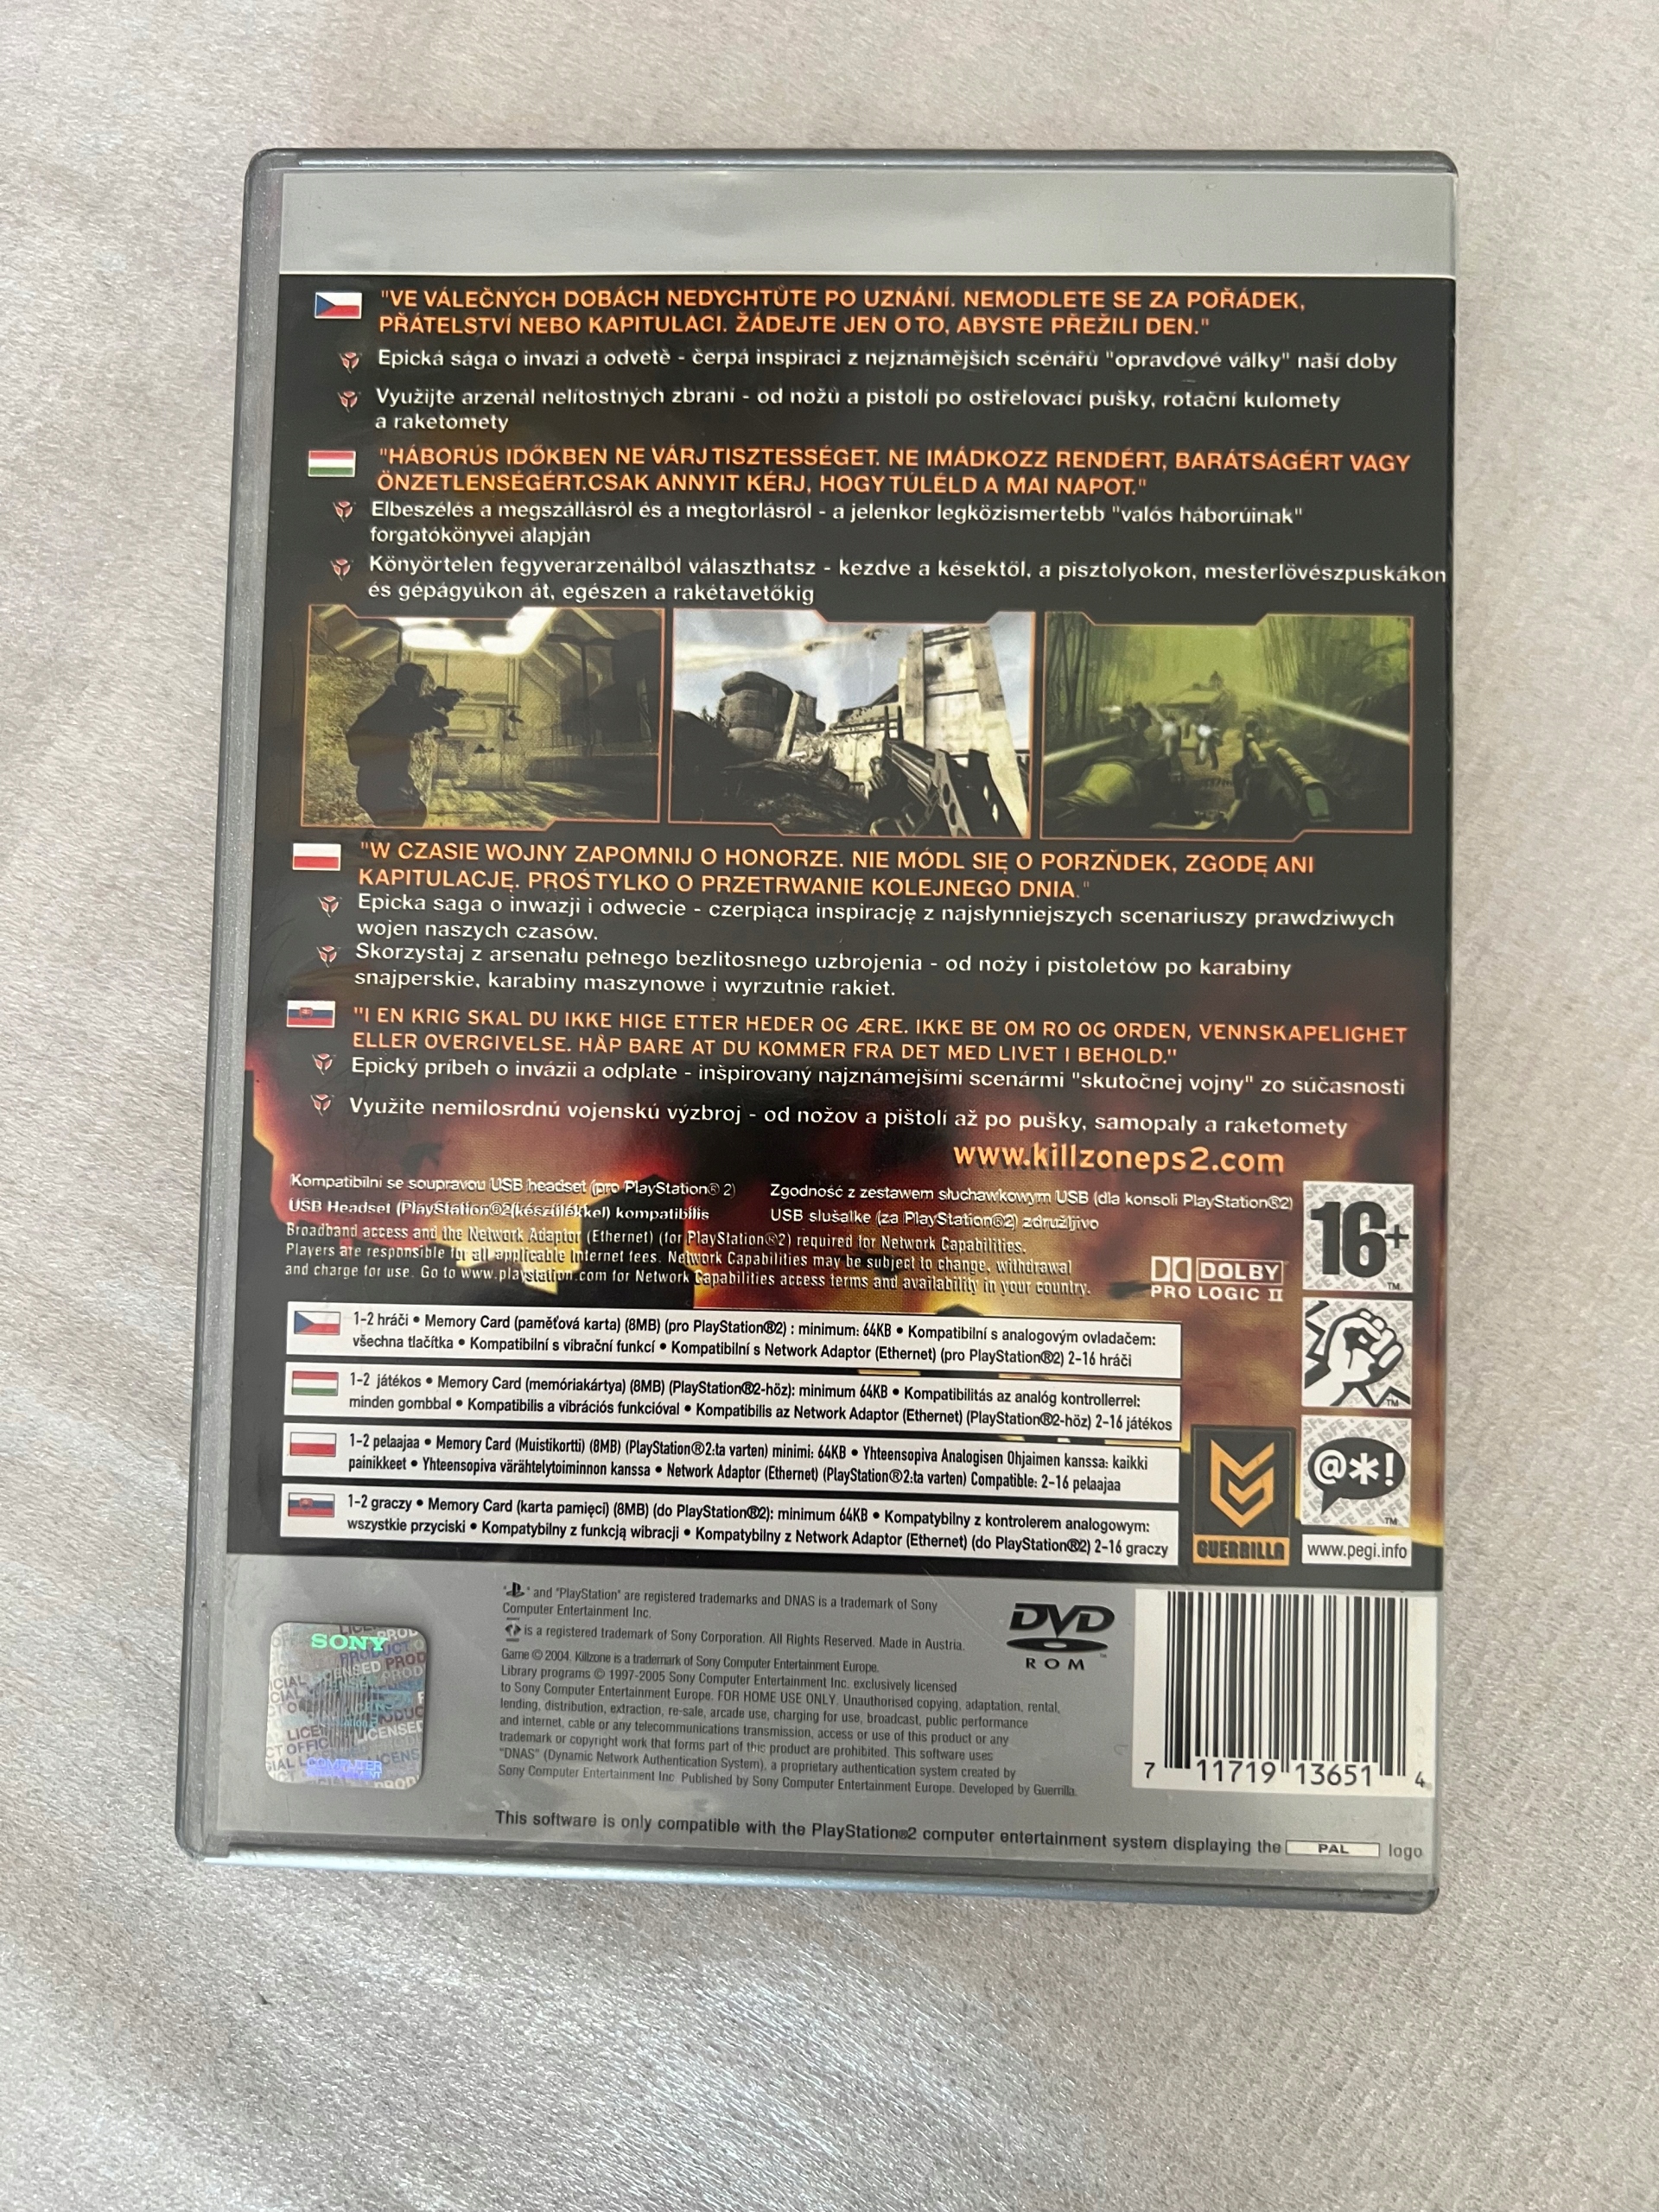 "VE VÁLEČNÝCH DOBÁCH NEDYCHTŮTE PO UZNÁNÍ. NEMODLETE SE ZA POŘÁDEK,
PŘÁTELSTVÍ NEBO KAPITULACI. ŽÁDEJTE JEN O TO, ABYSTE PŘEŽILI DEN."
Epická sága o invazi a odvetě - čerpá inspiraci z nejznámějších scénářů "opravdové války" naší doby
Využijte arzenál nelítostných zbraní - od nožů a pistolí po ostřelovací pušky, rotační kulomety
a raketomety
"HÁBORÚS IDŐKBEN NE VÁRJ TISZTESSÉGET. NE IMÁDKOZZ RENDÉRT, BARÁTSÁGÉRT VAGY
ÖNZETLENSÉGÉRT.CSAK ANNYIT KÉRJ, HOGY TÚLÉLD A MAI NAPOT."
Elbeszélés a megszállásról és a megtorlásról - a jelenkor legközismertebb "valós háborúinak"
forgatókönyvei alapján
Könyörtelen fegyverarzenálból választhatsz - kezdve a késektől, a pisztolyokon, mesterlövészpuskákon
és gépágyúkon át, egészen a rakétavetőkig
"W CZASIE WOJNY ZAPOMNIJ O HONORZE. NIE MÓDL SIĘ O PORZŇDEK, ZGODĘ ANI
KAPITULACJĘ. PROŚ TYLKO O PRZETRWANIE KOLEJNEGO DNIA."
Epicka saga o inwazji i odwecie - czerpiąca inspirację z najsłynniejszych scenariuszy prawdziwych
wojen naszych czasów.
Skorzystaj z arsenału pełnego bezlitosnego uzbrojenia - od noży i pistoletów po karabiny
snajperskie, karabiny maszynowe i wyrzutnie rakiet.
"I EN KRIG SKAL DU IKKE HIGE ETTER HEDER OG ÆRE. IKKE BE OM RO OG ORDEN, VENNSKAPELIGHET
ELLER OVERGIVELSE. HÅP BARE AT DU KOMMER FRA DET MED LIVET I BEHOLD."
Epický príbeh o invázii a odplate - inšpirovaný najznámejšími scenármi "skutočnej vojny" zo súčasnosti
Využite nemilosrdnú vojenskú výzbroj - od nožov a pištolí až po pušky, samopaly a raketomety
www.killzoneps2.com
Kompatibilní se soupravou USB headset (pro PlayStation® 2)
Zgodność z zestawem słuchawkowym USB (dla konsoli PlayStation®2)
USB Headset (PlayStation®2(készülékkel) kompatibilis
USB slušalke (za PlayStation®2) združljivo
Broadband access and the Network Adaptor (Ethernet) (for PlayStation®2) required for Network Capabilities.
Players are responsible for all applicable Internet fees. Network Capabilities may be subject to change, withdrawal
and charge for use. Go to www.playstation.com for Network Capabilities access terms and availability in your country.
DOLBY
PRO LOGIC II
16+
TM
1-2 hráči • Memory Card (paměťová karta) (8MB) (pro PlayStation®2) : minimum: 64KB • Kompatibilní s analogovým ovladačem:
všechna tlačítka • Kompatibilní s vibrační funkcí • Kompatibilní s Network Adaptor (Ethernet) (pro PlayStation®2) 2-16 hráči
1-2 játékos • Memory Card (memóriakártya) (8MB) (PlayStation®2-höz): minimum 64KB • Kompatibilitás az analóg kontrollerrel:
minden gombbal • Kompatibilis a vibrációs funkcióval • Kompatibilis az Network Adaptor (Ethernet) (PlayStation®2-höz) 2-16 játékos
1-2 pelaajaa • Memory Card (Muistikortti) (8MB) (PlayStation®2:ta varten) minimi: 64KB • Yhteensopiva Analogisen Ohjaimen kanssa: kaikki
painikkeet • Yhteensopiva värähtelytoiminnon kanssa • Network Adaptor (Ethernet) (PlayStation®2:ta varten) Compatible: 2-16 pelaajaa
1-2 graczy • Memory Card (karta pamięci) (8MB) (do PlayStation®2): minimum 64KB • Kompatybilny z kontrolerem analogowym:
wszystkie przyciski • Kompatybilny z funkcją wibracji • Kompatybilny z Network Adaptor (Ethernet) (do PlayStation®2) 2-16 graczy
TM
@*!
TM
GUERRILLA
www.pegi.info
" " and "PlayStation" are registered trademarks and DNAS is a trademark of Sony
Computer Entertainment Inc.
is a registered trademark of Sony Corporation. All Rights Reserved. Made in Austria.
Game © 2004. Killzone is a trademark of Sony Computer Entertainment Europe.
Library programs © 1997-2005 Sony Computer Entertainment Inc. exclusively licensed
to Sony Computer Entertainment Europe. FOR HOME USE ONLY. Unauthorised copying, adaptation, rental,
lending, distribution, extraction, re-sale, arcade use, charging for use, broadcast, public performance
and internet, cable or any telecommunications transmission, access or use of this product or any
trademark or copyright work that forms part of this product are prohibited. This software uses
"DNAS" (Dynamic Network Authentication System), a proprietary authentication system created by
Sony Computer Entertainment Inc Published by Sony Computer Entertainment Europe. Developed by Guerrilla.
DVD
ROM
SONY
COMPUTER
7 11719 13651 4
This software is only compatible with the PlayStation®2 computer entertainment system displaying the PAL logo